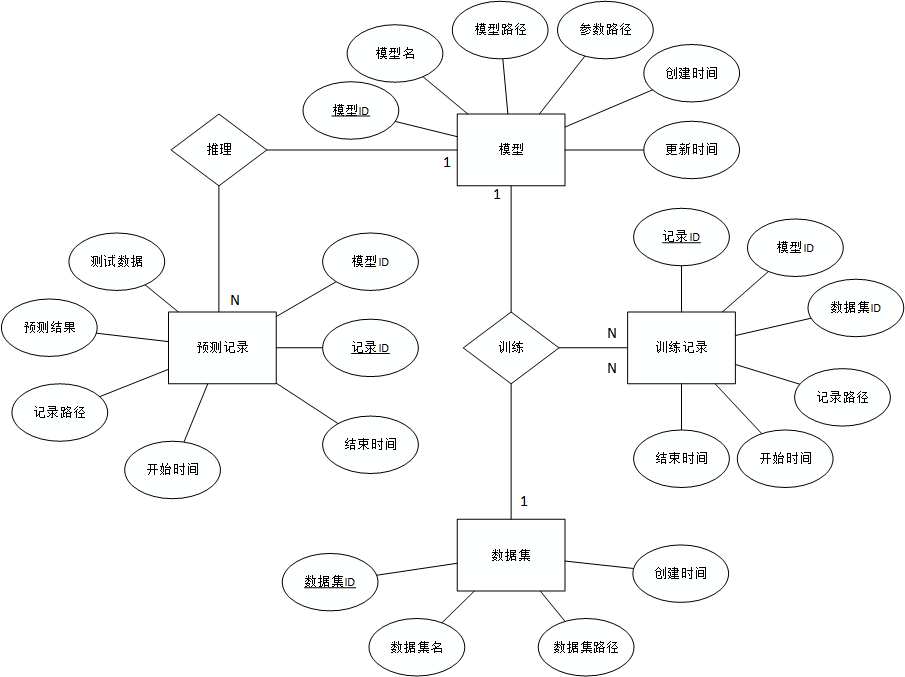 模型路径
参数路径
模型名
创建时间
模型ID
推理
模型
更新时间
1
1
记录ID
模型ID
测试数据
模型ID
数据集ID
N
预测结果
N
预测记录
记录ID
训练
训练记录
N
记录路径
记录路径
结束时间
结束时间
开始时间
开始时间
1
数据集
创建时间
数据集ID
数据集名
数据集路径